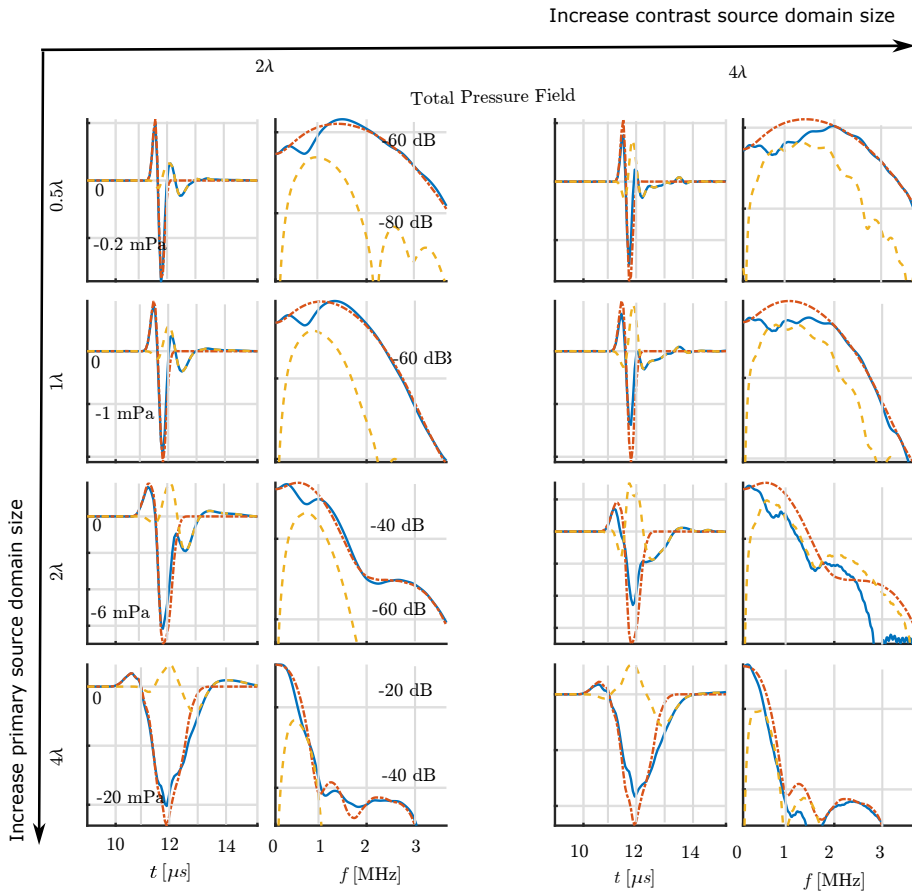 Increase contrast source domain size
2λ
4λ
Total Pressure Field
Increase primary source domain size
0.5λ
0
-0.2 mPa
-60 dB
-80 dB
1λ
0
-1 mPa
-60 dB
2λ
0
-6 mPa
-40 dB
-60 dB
4λ
0
-20 mPa
-20 dB
-40 dB
10 12 14 0 1 2 3 10 12 14 0 1 2 3
t [μs] f [MHz] t [μs] f [MHz]